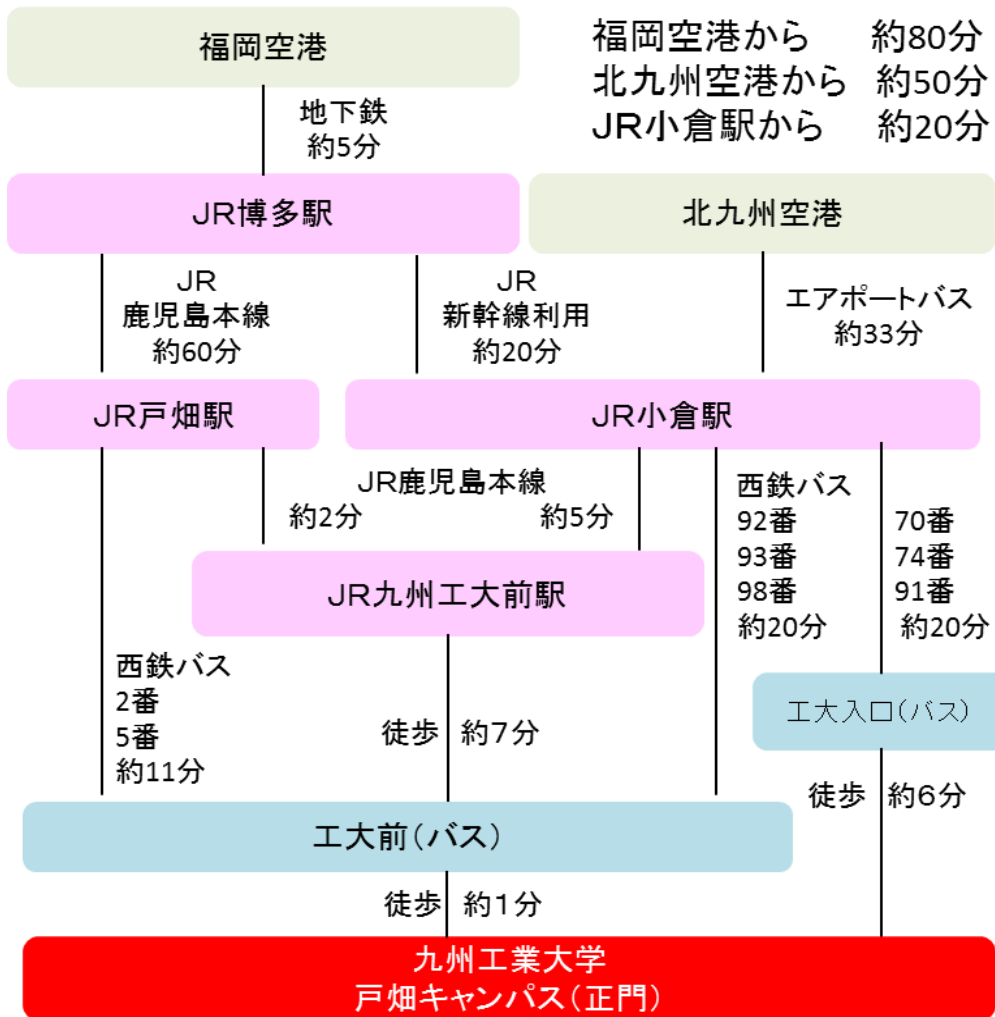 福岡空港
福岡空港から 約80分
北九州空港から 約50分
JR小倉駅から 約20分
地下鉄
約5分
JR博多駅
北九州空港
JR
鹿児島本線
約60分
JR
新幹線利用
約20分
エアポートバス
約33分
JR戸畑駅
JR小倉駅
JR鹿児島本線
約2分
約5分
西鉄バス
92番
93番
98番
約20分
70番
74番
91番
約20分
JR九州工大前駅
西鉄バス
2番
5番
約11分
徒歩 約7分
工大入口(バス)
徒歩 約6分
工大前(バス)
徒歩 約1分
九州工業大学
戸畑キャンパス(正門)